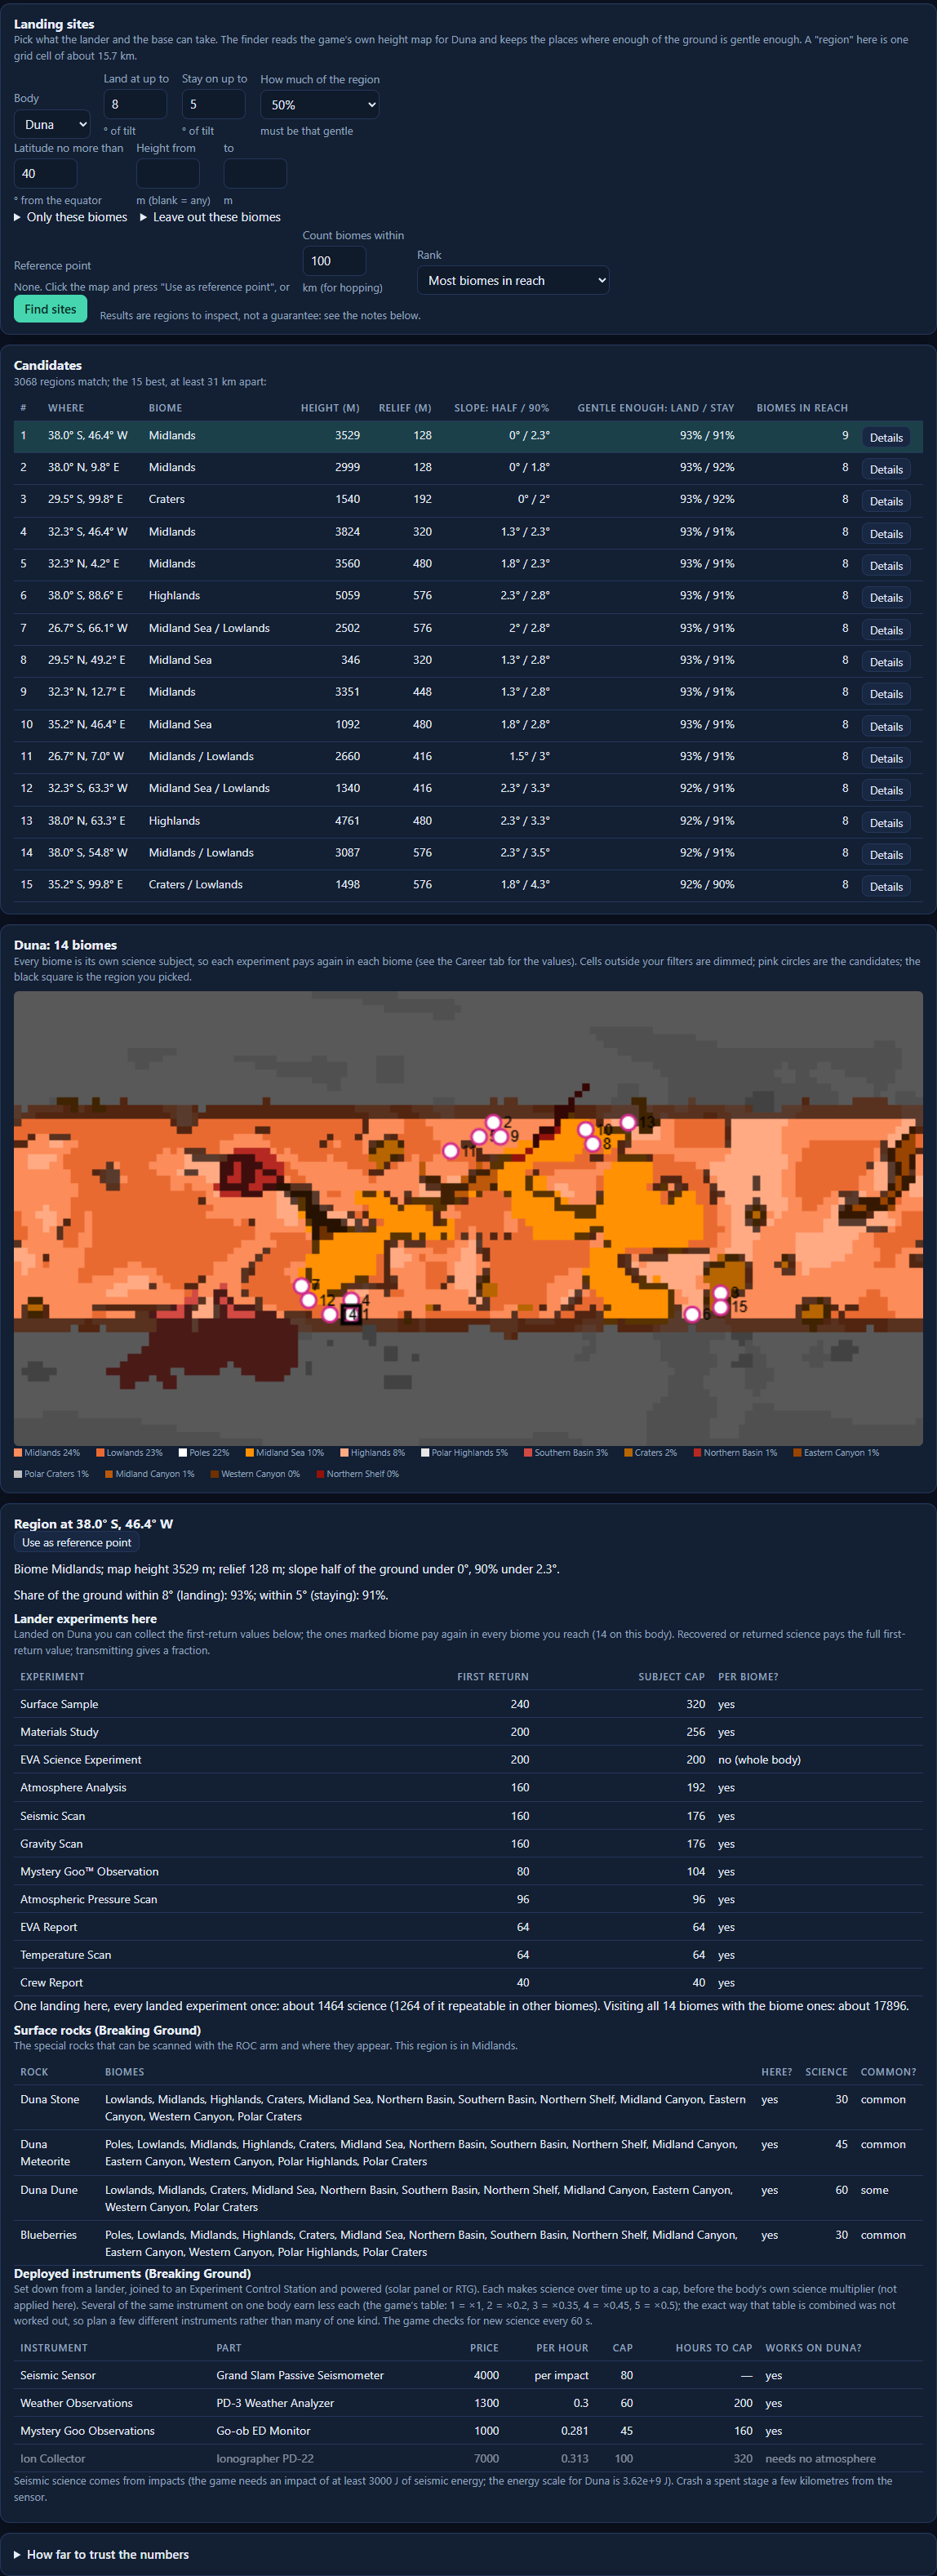 Landing sites
Pick what the lander and the base can take. The finder reads the game's own height map for Duna and keeps the places where enough of the ground is gentle enough. A "region" here is one
grid cell of about 15.7 km.
Body
Land at up to
Stay on up to
How much of the region
Duna
8
5
50%
° of tilt
° of tilt
must be that gentle
Latitude no more than
Height from
to
40
° from the equator
m (blank = any)
m
▶ Only these biomes ▶ Leave out these biomes
Reference point
Count biomes within
Rank
100
Most biomes in reach
None. Click the map and press "Use as reference point", or
km (for hopping)
Find sites
Results are regions to inspect, not a guarantee: see the notes below.
Candidates
3068 regions match; the 15 best, at least 31 km apart:
# WHERE BIOME HEIGHT (M) RELIEF (M) SLOPE: HALF / 90% GENTLE ENOUGH: LAND / STAY BIOMES IN REACH
1 38.0° S, 46.4° W Midlands 3529 128 0° / 2.3° 93% / 91% 9 Details
2 38.0° N, 9.8° E Midlands 2999 128 0° / 1.8° 93% / 92% 8 Details
3 29.5° S, 99.8° E Craters 1540 192 0° / 2° 93% / 92% 8 Details
4 32.3° S, 46.4° W Midlands 3824 320 1.3° / 2.3° 93% / 91% 8 Details
5 32.3° N, 4.2° E Midlands 3560 480 1.8° / 2.3° 93% / 91% 8 Details
6 38.0° S, 88.6° E Highlands 5059 576 2.3° / 2.8° 93% / 91% 8 Details
7 26.7° S, 66.1° W Midland Sea / Lowlands 2502 576 2° / 2.8° 93% / 91% 8 Details
8 29.5° N, 49.2° E Midland Sea 346 320 1.3° / 2.8° 93% / 91% 8 Details
9 32.3° N, 12.7° E Midlands 3351 448 1.3° / 2.8° 93% / 91% 8 Details
10 35.2° N, 46.4° E Midland Sea 1092 480 1.8° / 2.8° 93% / 91% 8 Details
11 26.7° N, 7.0° W Midlands / Lowlands 2660 416 1.5° / 3° 93% / 91% 8 Details
12 32.3° S, 63.3° W Midland Sea / Lowlands 1340 416 2.3° / 3.3° 92% / 91% 8 Details
13 38.0° N, 63.3° E Highlands 4761 480 2.3° / 3.3° 92% / 91% 8 Details
14 38.0° S, 54.8° W Midlands / Lowlands 3087 576 2.3° / 3.5° 92% / 91% 8 Details
15 35.2° S, 99.8° E Craters / Lowlands 1498 576 1.8° / 4.3° 92% / 90% 8 Details
Duna: 14 biomes
Every biome is its own science subject, so each experiment pays again in each biome (see the Career tab for the values). Cells outside your filters are dimmed; pink circles are the candidates; the
black square is the region you picked.
2
13
10
9
8
11
7
12
4
1
3
15
6
Midlands 24% Lowlands 23% Poles 22% Midland Sea 10% Highlands 8% Polar Highlands 5% Southern Basin 3% Craters 2% Northern Basin 1% Eastern Canyon 1%
Polar Craters 1% Midland Canyon 1% Western Canyon 0% Northern Shelf 0%
Region at 38.0° S, 46.4° W
Use as reference point
Biome Midlands; map height 3529 m; relief 128 m; slope half of the ground under 0°, 90% under 2.3°.
Share of the ground within 8° (landing): 93%; within 5° (staying): 91%.
Lander experiments here
Landed on Duna you can collect the first-return values below; the ones marked biome pay again in every biome you reach (14 on this body). Recovered or returned science pays the full first-
return value; transmitting gives a fraction.
EXPERIMENT FIRST RETURN SUBJECT CAP PER BIOME?
Surface Sample 240 320 yes
Materials Study 200 256 yes
EVA Science Experiment 200 200 no (whole body)
Atmosphere Analysis 160 192 yes
Seismic Scan 160 176 yes
Gravity Scan 160 176 yes
Mystery Goo™ Observation 80 104 yes
Atmospheric Pressure Scan 96 96 yes
EVA Report 64 64 yes
Temperature Scan 64 64 yes
Crew Report 40 40 yes
One landing here, every landed experiment once: about 1464 science (1264 of it repeatable in other biomes). Visiting all 14 biomes with the biome ones: about 17896.
Surface rocks (Breaking Ground)
The special rocks that can be scanned with the ROC arm and where they appear. This region is in Midlands.
ROCK BIOMES HERE? SCIENCE COMMON?
Duna Stone Lowlands, Midlands, Highlands, Craters, Midland Sea, Northern Basin, Southern Basin, Northern Shelf, Midland Canyon, Eastern yes 30 common
Canyon, Western Canyon, Polar Craters
Duna Poles, Lowlands, Midlands, Highlands, Craters, Midland Sea, Northern Basin, Southern Basin, Northern Shelf, Midland Canyon, yes 45 common
Meteorite Eastern Canyon, Western Canyon, Polar Highlands, Polar Craters
Duna Dune Lowlands, Midlands, Craters, Midland Sea, Northern Basin, Southern Basin, Northern Shelf, Midland Canyon, Eastern Canyon, yes 60 some
Western Canyon, Polar Craters
Blueberries Poles, Lowlands, Midlands, Highlands, Craters, Midland Sea, Northern Basin, Southern Basin, Northern Shelf, Midland Canyon, yes 30 common
Eastern Canyon, Western Canyon, Polar Highlands, Polar Craters
Deployed instruments (Breaking Ground)
Set down from a lander, joined to an Experiment Control Station and powered (solar panel or RTG). Each makes science over time up to a cap, before the body's own science multiplier (not
applied here). Several of the same instrument on one body earn less each (the game's table: 1 = ×1, 2 = ×0.2, 3 = ×0.35, 4 = ×0.45, 5 = ×0.5); the exact way that table is combined was not
worked out, so plan a few different instruments rather than many of one kind. The game checks for new science every 60 s.
INSTRUMENT PART PRICE PER HOUR CAP HOURS TO CAP WORKS ON DUNA?
Seismic Sensor Grand Slam Passive Seismometer 4000 per impact 80 — yes
Weather Observations PD-3 Weather Analyzer 1300 0.3 60 200 yes
Mystery Goo Observations Go-ob ED Monitor 1000 0.281 45 160 yes
Ion Collector Ionographer PD-22 7000 0.313 100 320 needs no atmosphere
Seismic science comes from impacts (the game needs an impact of at least 3000 J of seismic energy; the energy scale for Duna is 3.62e+9 J). Crash a spent stage a few kilometres from the
sensor.
▶ How far to trust the numbers